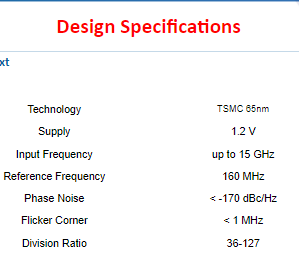 Design Specifications
xt
Technology TSMC 65nm
Supply 1.2 V
Input Frequency up to 15 GHz
Reference Frequency 160 MHz
Phase Noise < -170 dBc/Hz
Flicker Corner < 1 MHz
Division Ratio 36-127